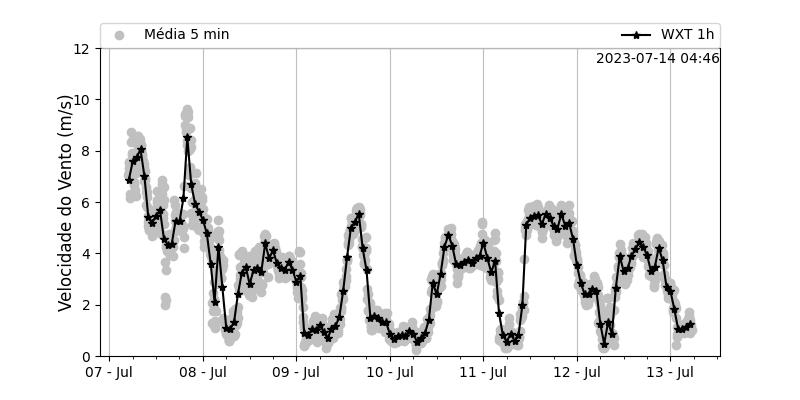 Média 5 min
WXT 1h
2023-07-14 04:46
Velocidade do Vento (m/s)
12
10
8
6
4
2
0
07 - Jul
08 - Jul
09 - Jul
10 - Jul
11 - Jul
12 - Jul
13 - Jul